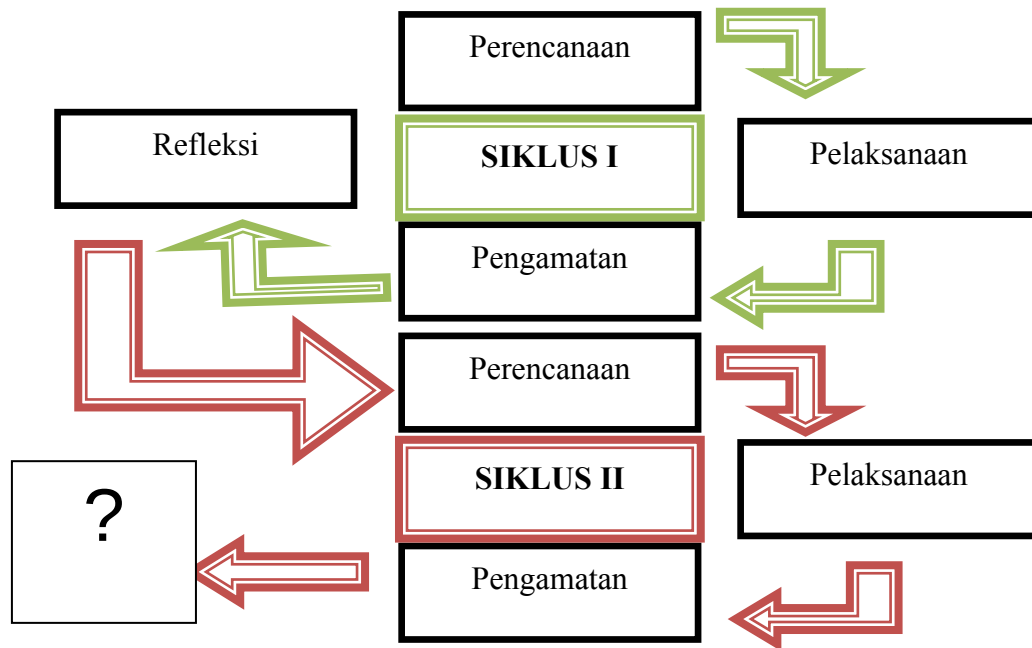 Perencanaan
Refleksi
SIKLUS I
Pelaksanaan
Pengamatan
Perencanaan
SIKLUS II
Pelaksanaan
?
Pengamatan